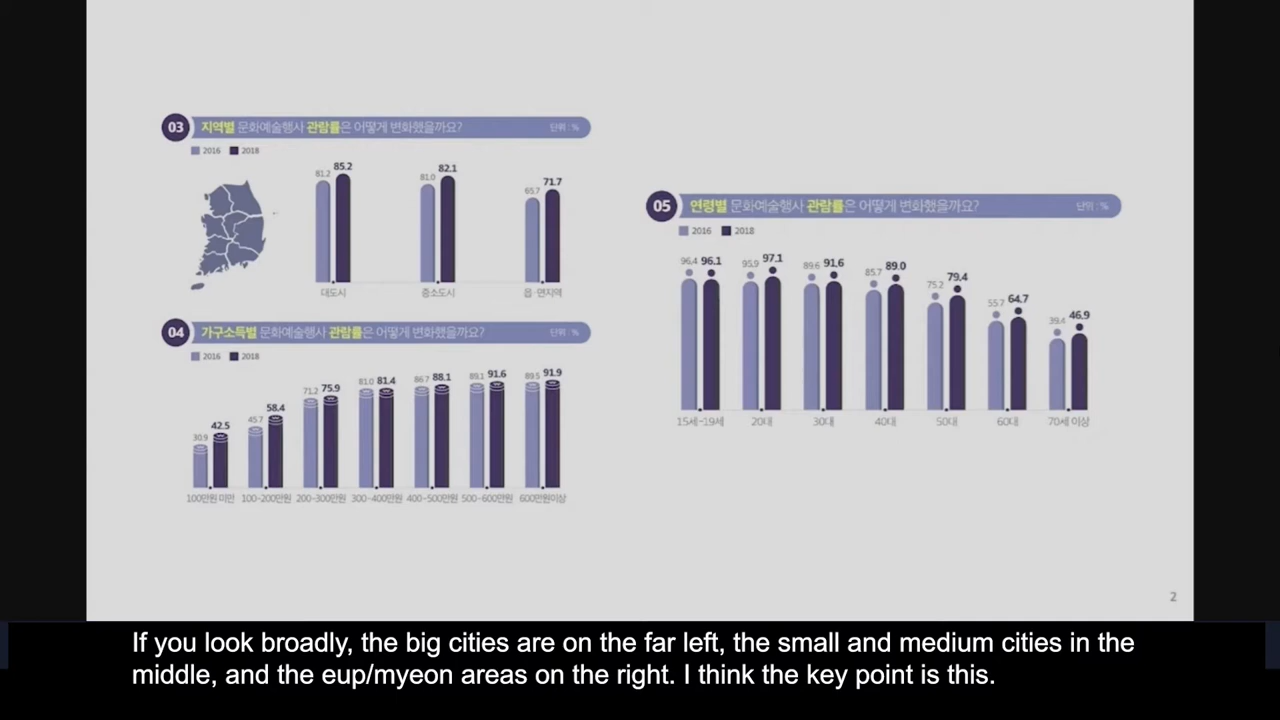 03 지역별 문화예술행사 관람률은 어떻게 변화했을까요? 단위 : %
2016 2018
81.2 85.2 81.0 82.1 65.7 71.7
대도시 중소도시 읍·면지역
04 가구소득별 문화예술행사 관람률은 어떻게 변화했을까요? 단위 : %
2016 2018
30.9 42.5 45.7 58.4 71.2 75.9 81.0 81.4 86.7 88.1 89.1 91.6 89.5 91.9
100만원 미만 100~200만원 200~300만원 300~400만원 400~500만원 500~600만원 600만원이상
05 연령별 문화예술행사 관람률은 어떻게 변화했을까요? 단위 : %
2016 2018
96.4 96.1 95.9 97.1 89.6 91.6 85.7 89.0 75.2 79.4 55.7 64.7 39.4 46.9
15세~19세 20대 30대 40대 50대 60대 70세 이상
2
If you look broadly, the big cities are on the far left, the small and medium cities in the
middle, and the eup/myeon areas on the right. I think the key point is this.